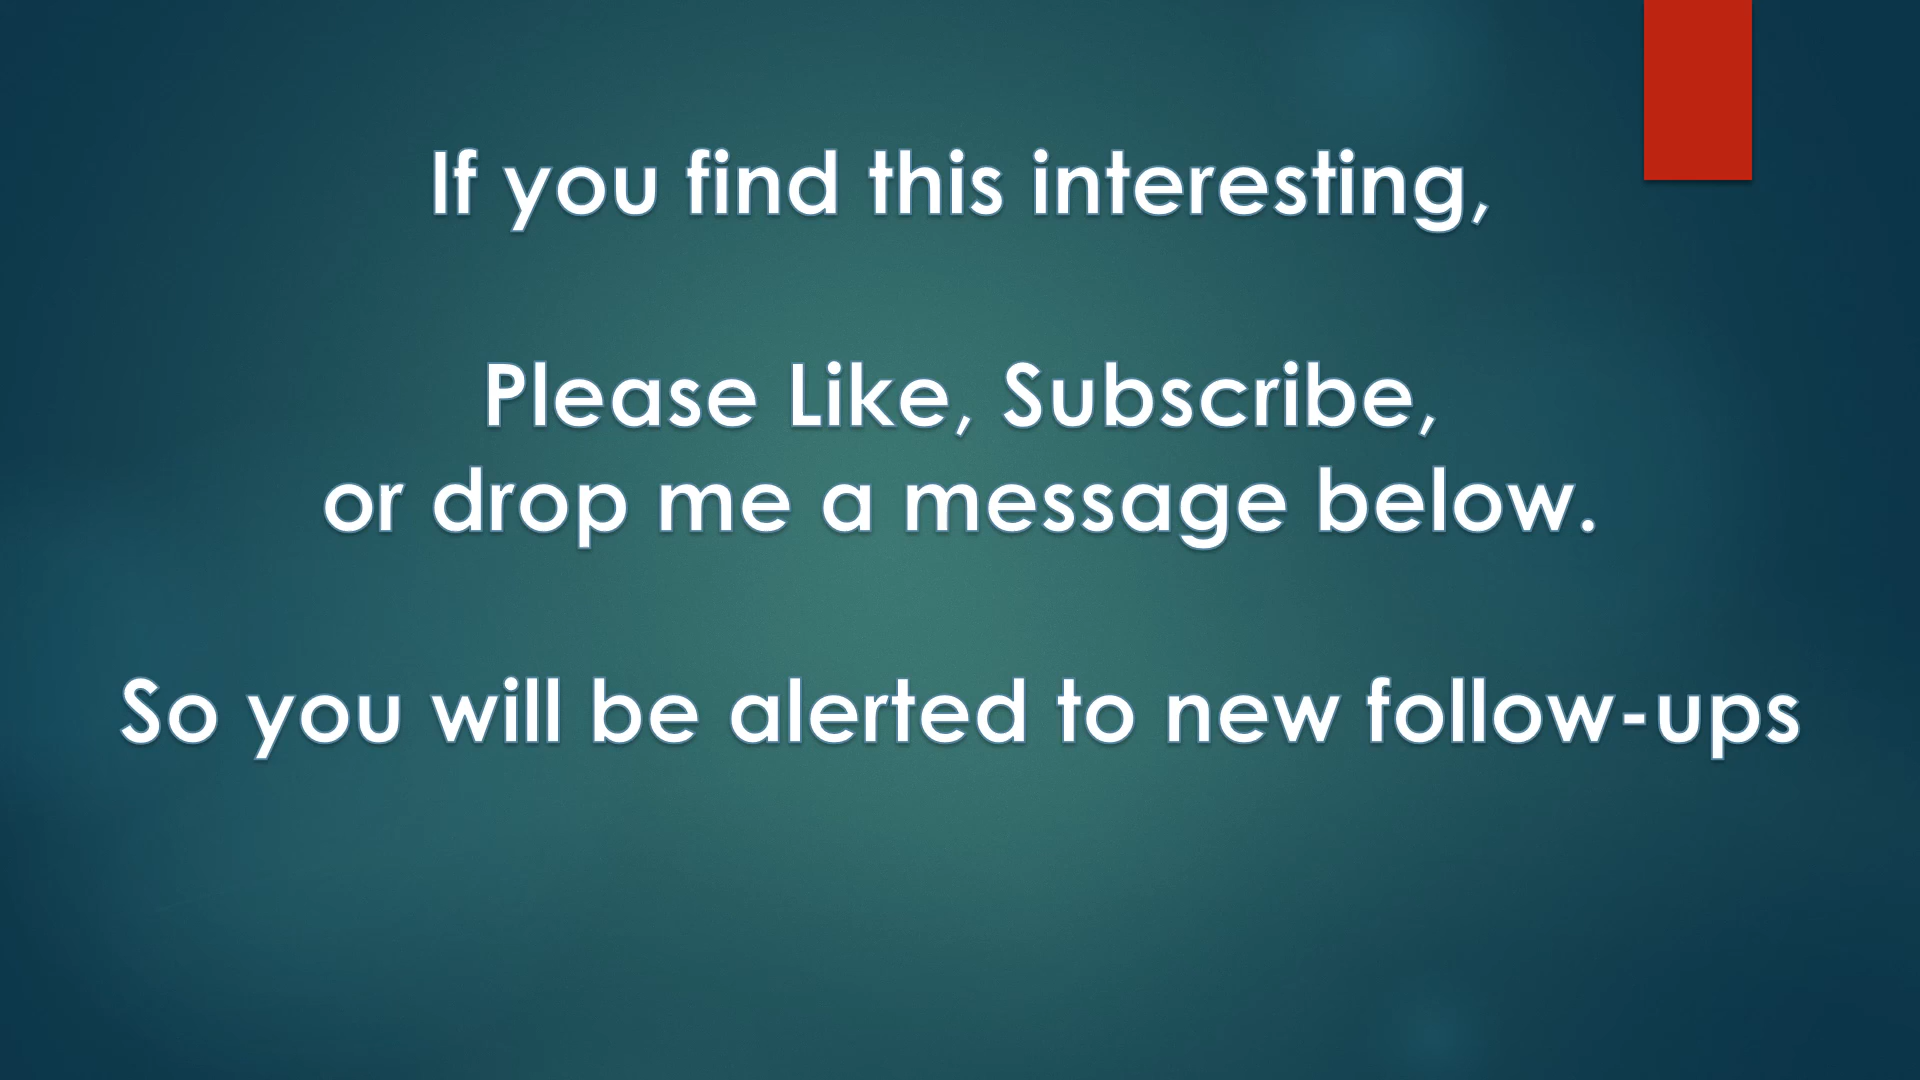 If you find this interesting,
Please Like, Subscribe,
or drop me a message below.
So you will be alerted to new follow-ups